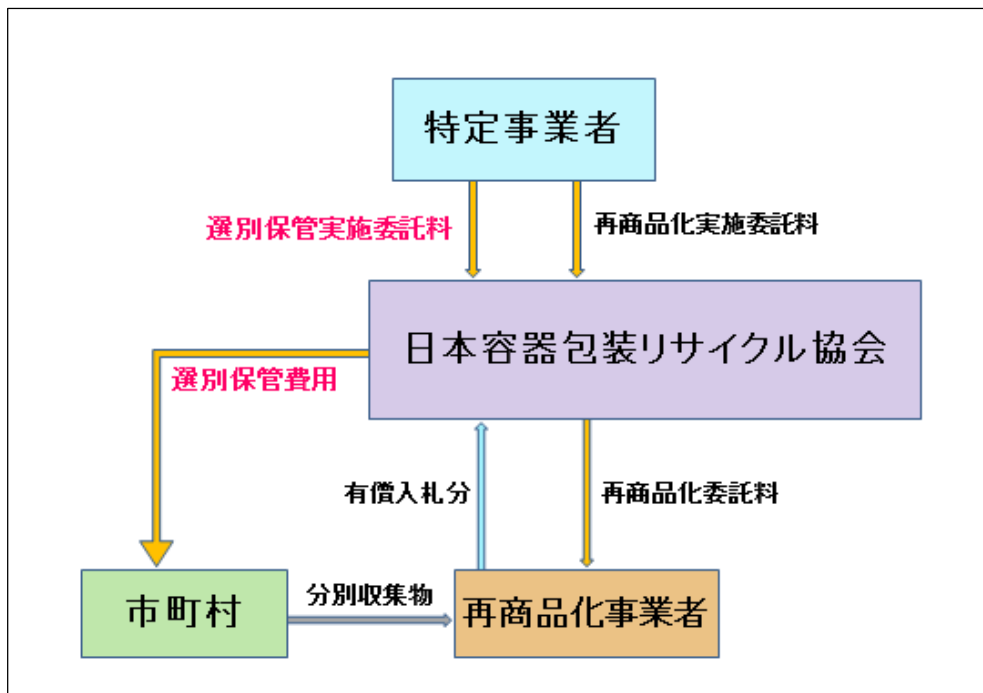 特定事業者
選別保管実施委託料
再商品化実施委託料
日本容器包装リサイクル協会
選別保管費用
有償入札分
再商品化委託料
市町村
分別収集物
再商品化事業者